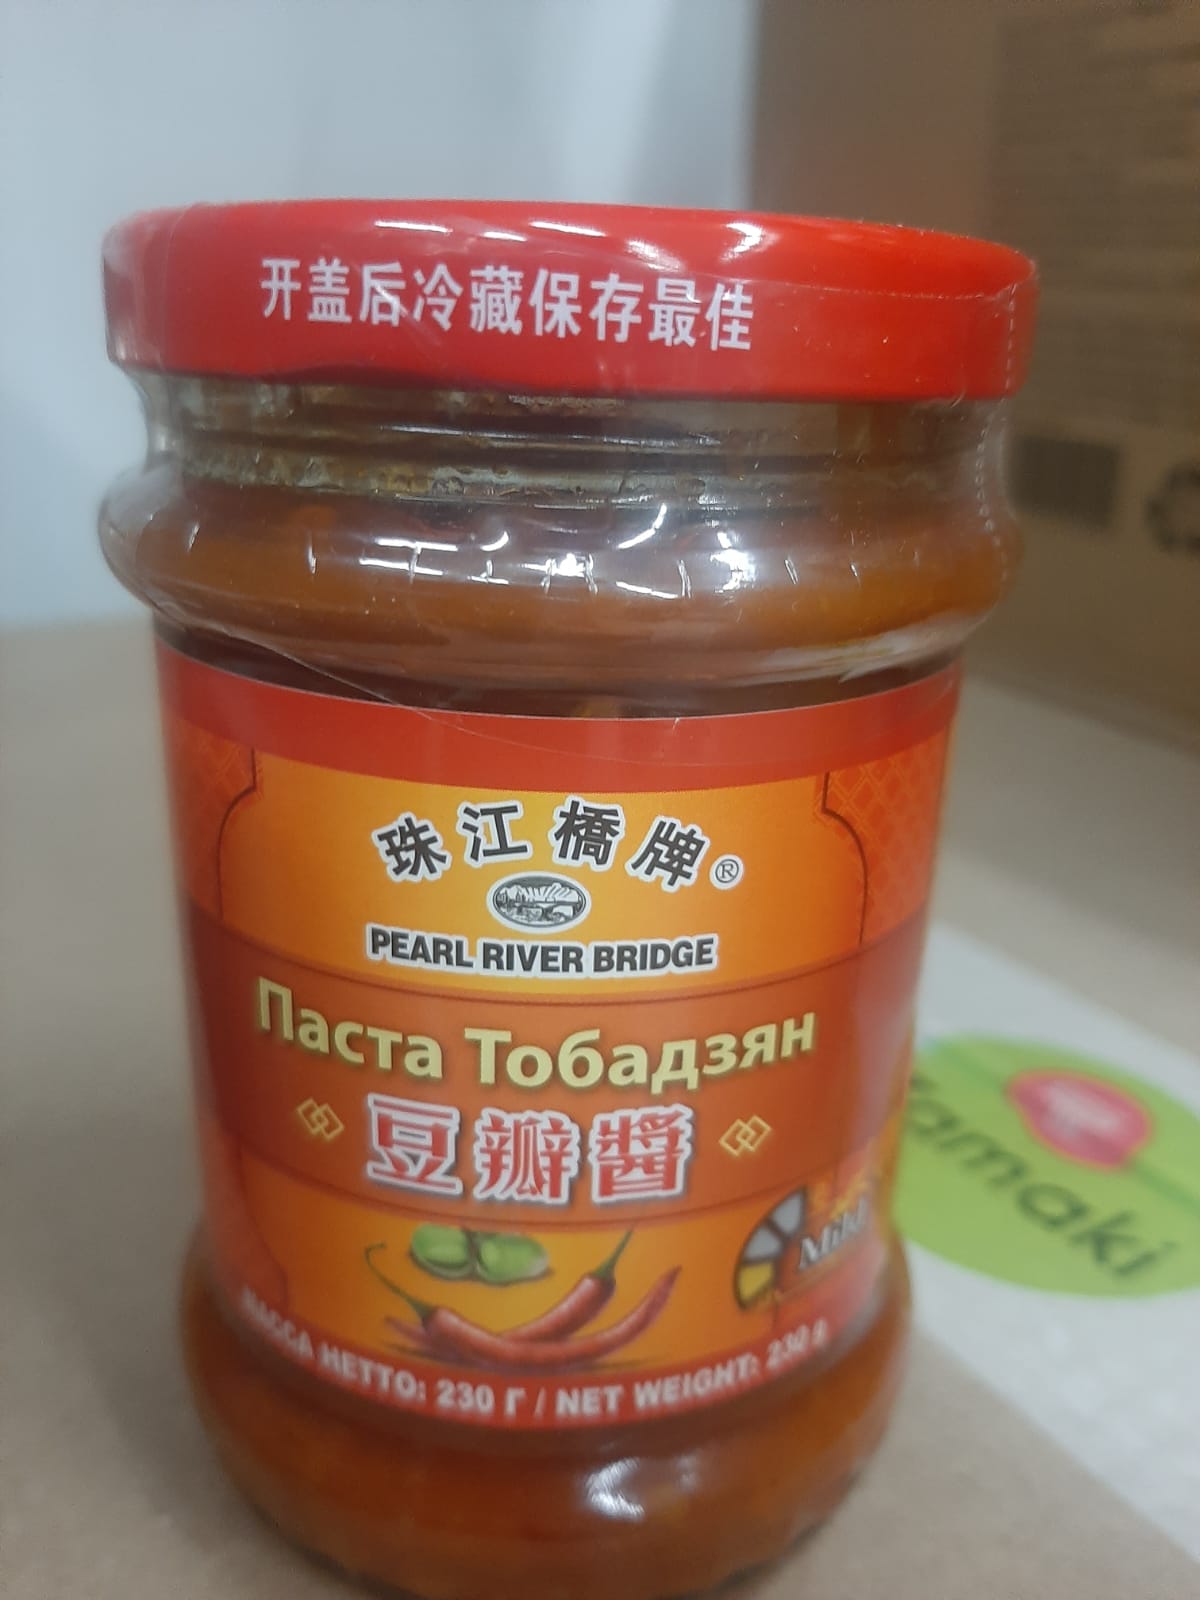 开盖后冷藏保存最佳
珠江橋牌®
PEARL RIVER BRIDGE
Паста Тобадзян
豆瓣醬
Mild
МАССА НЕТТО: 230 Г / NET WEIGHT: 230 g
amaki